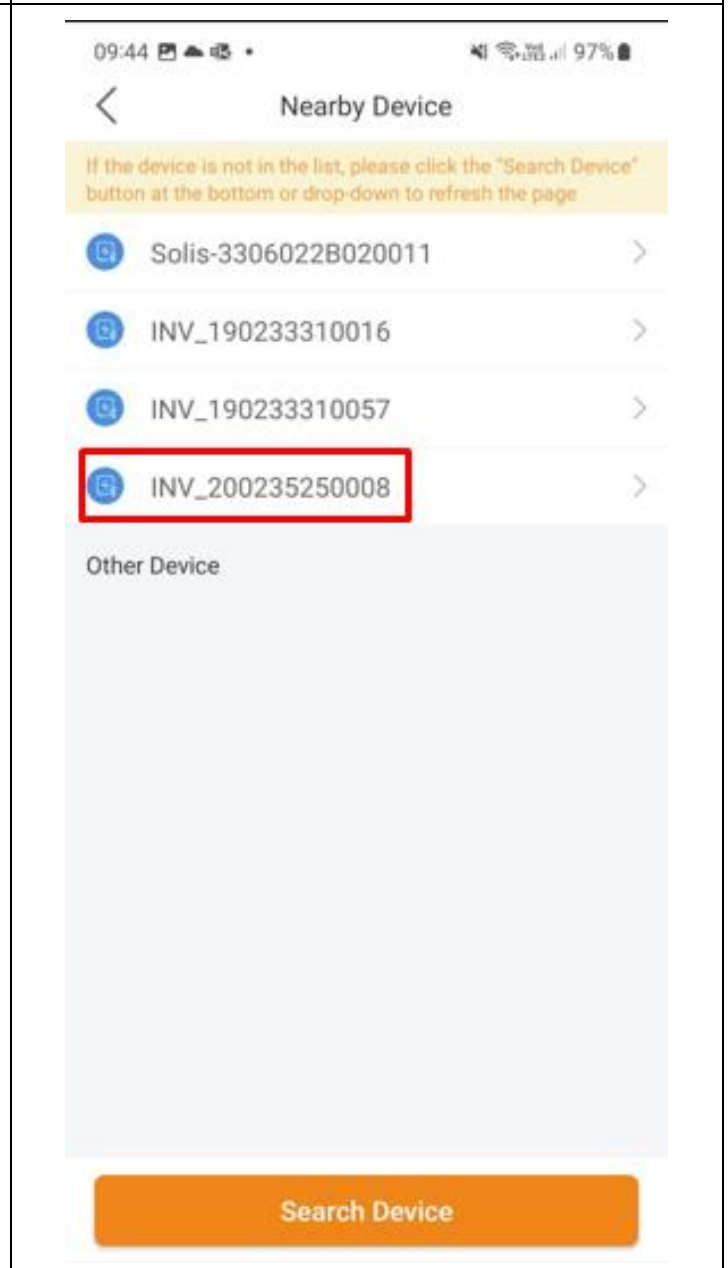 09:44 97%
Nearby Device
If the device is not in the list, please click the "Search Device"
button at the bottom or drop-down to refresh the page
Solis-3306022B020011
INV_190233310016
INV_190233310057
INV_200235250008
Other Device
Search Device